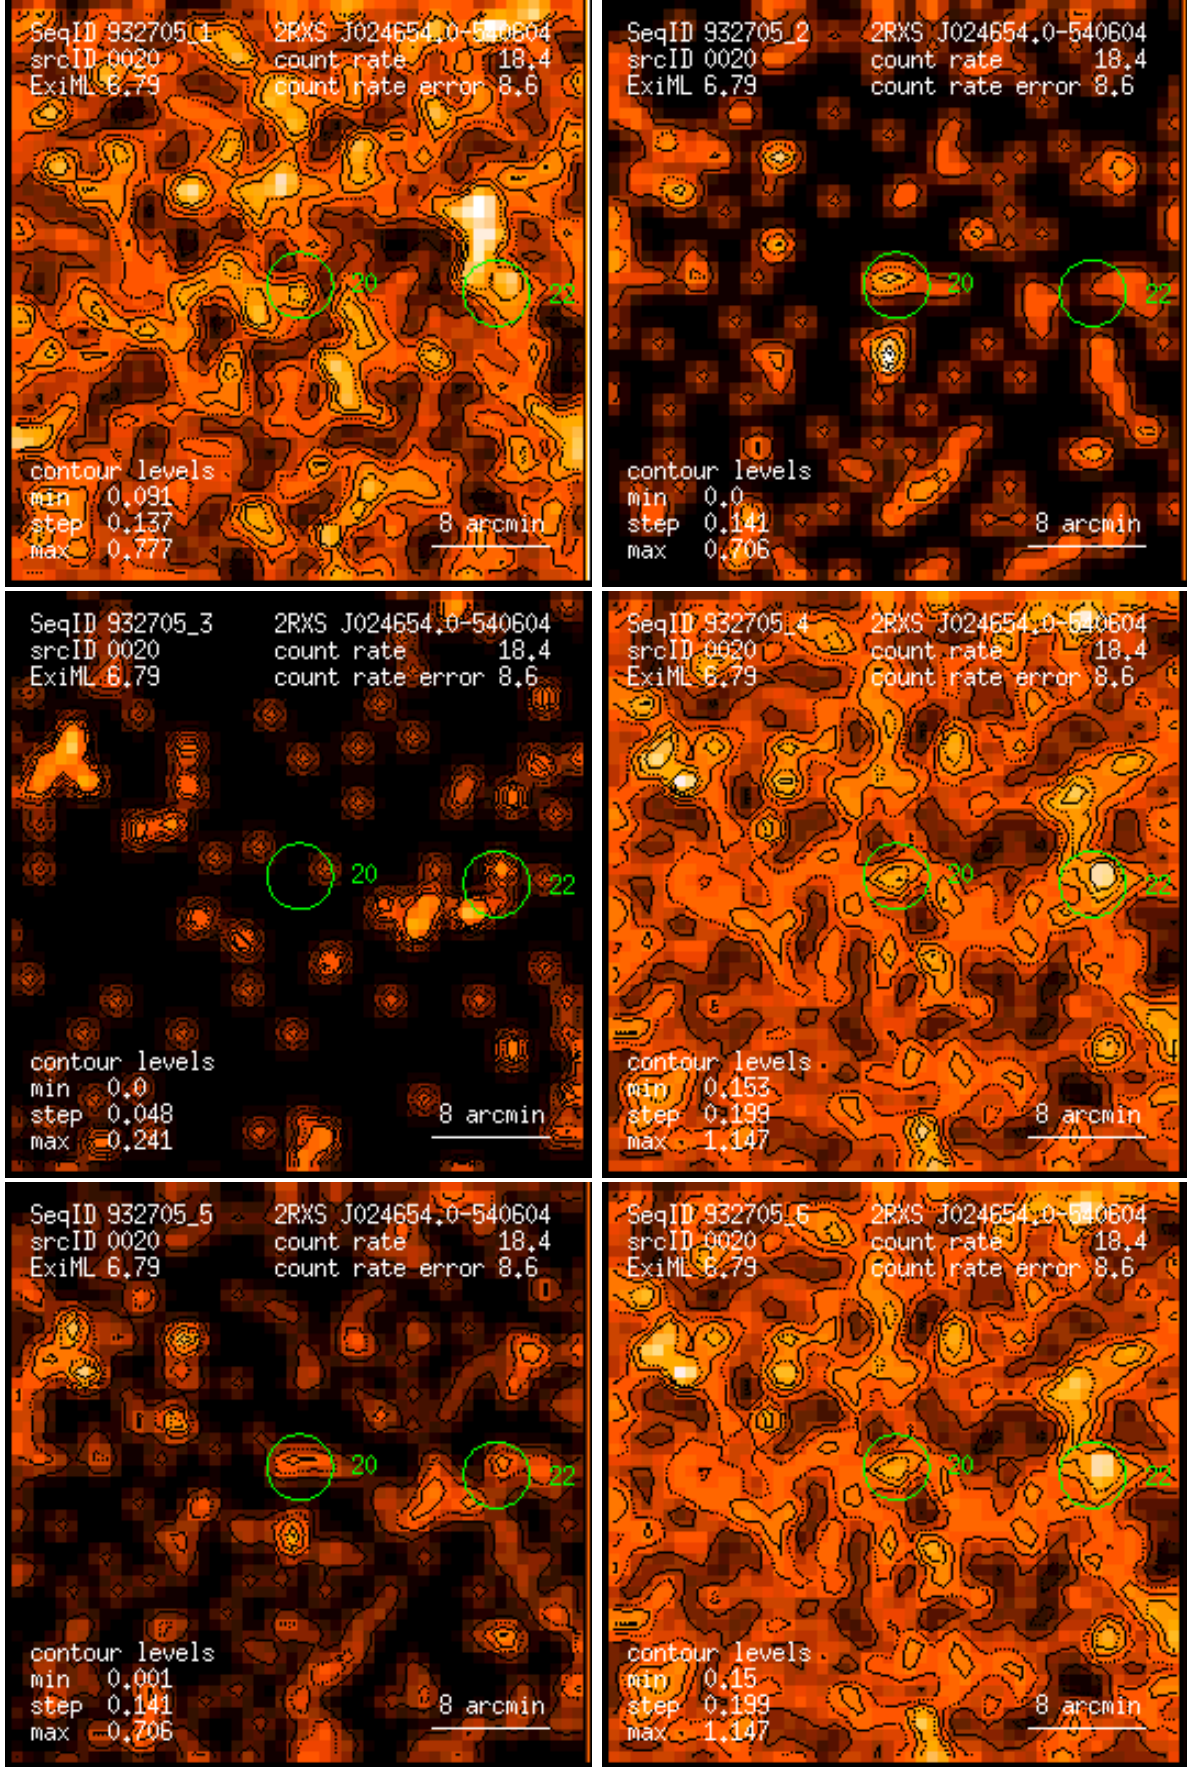 SeqID 932705_1 2RXS J024654.0-540604
srcID 0020 count rate 18.4
ExiML 6.79 count rate error 8.6
20
22
contour levels
min 0.091
step 0.137 8 arcmin
max 0.777
SeqID 932705_2 2RXS J024654.0-540604
srcID 0020 count rate 18.4
ExiML 6.79 count rate error 8.6
20
22
contour levels
min 0.0
step 0.141 8 arcmin
max 0.706
SeqID 932705_3 2RXS J024654.0-540604
srcID 0020 count rate 18.4
ExiML 6.79 count rate error 8.6
20
22
contour levels
min 0.0
step 0.048 8 arcmin
max 0.241
SeqID 932705_4 2RXS J024654.0-540604
srcID 0020 count rate 18.4
ExiML 6.79 count rate error 8.6
20
22
contour levels
min 0.153
step 0.199 8 arcmin
max 1.147
SeqID 932705_5 2RXS J024654.0-540604
srcID 0020 count rate 18.4
ExiML 6.79 count rate error 8.6
20
22
contour levels
min 0.001
step 0.141 8 arcmin
max 0.706
SeqID 932705_6 2RXS J024654.0-540604
srcID 0020 count rate 18.4
ExiML 6.79 count rate error 8.6
20
22
contour levels
min 0.15
step 0.199 8 arcmin
max 1.147